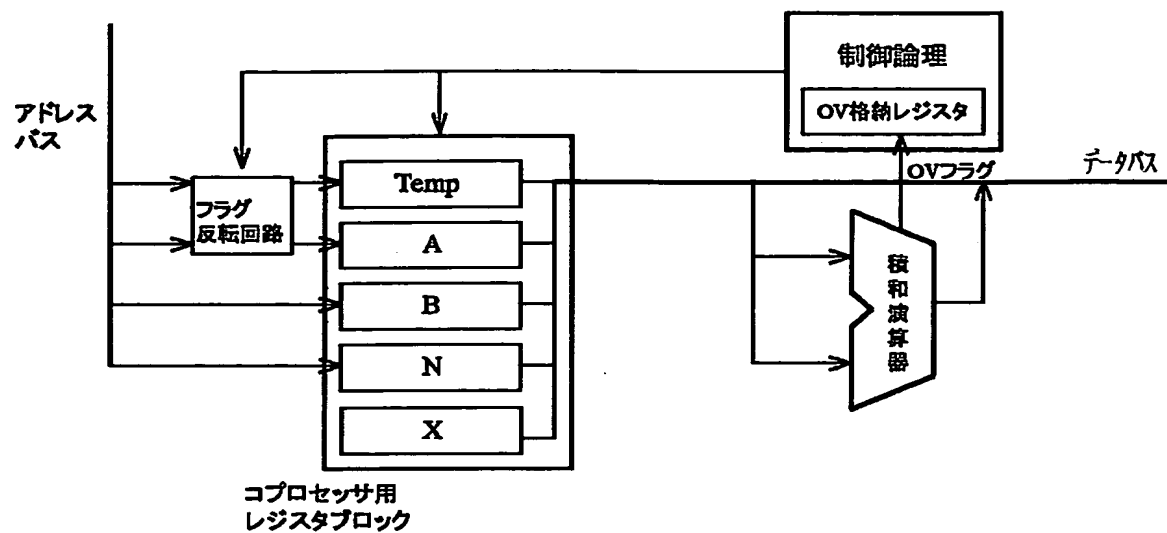 制御論理
OV格納レジスタ
アドレス
バス
OVフラグ
データバス
フラグ
反転回路
Temp
A
B
N
X
積和演算器
コプロセッサ用
レジスタブロック